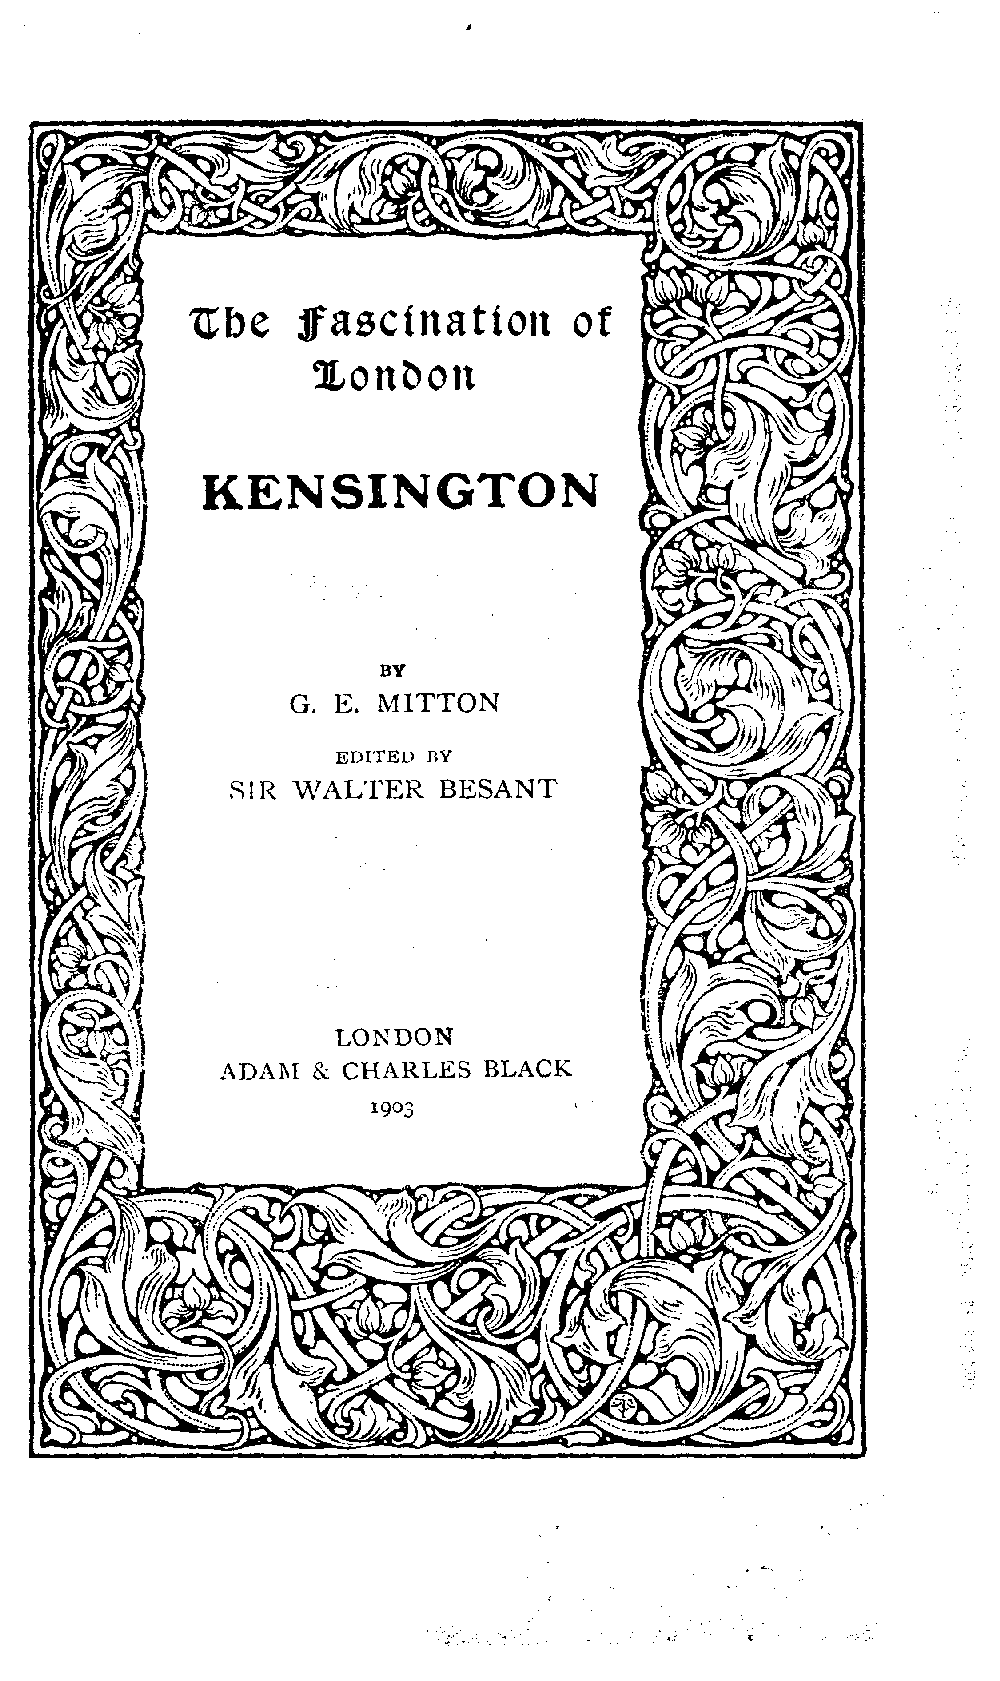 The Fascination of
London
KENSINGTON
BY
G. E. MITTON
EDITED BY
SIR WALTER BESANT
LONDON
ADAM & CHARLES BLACK
1903